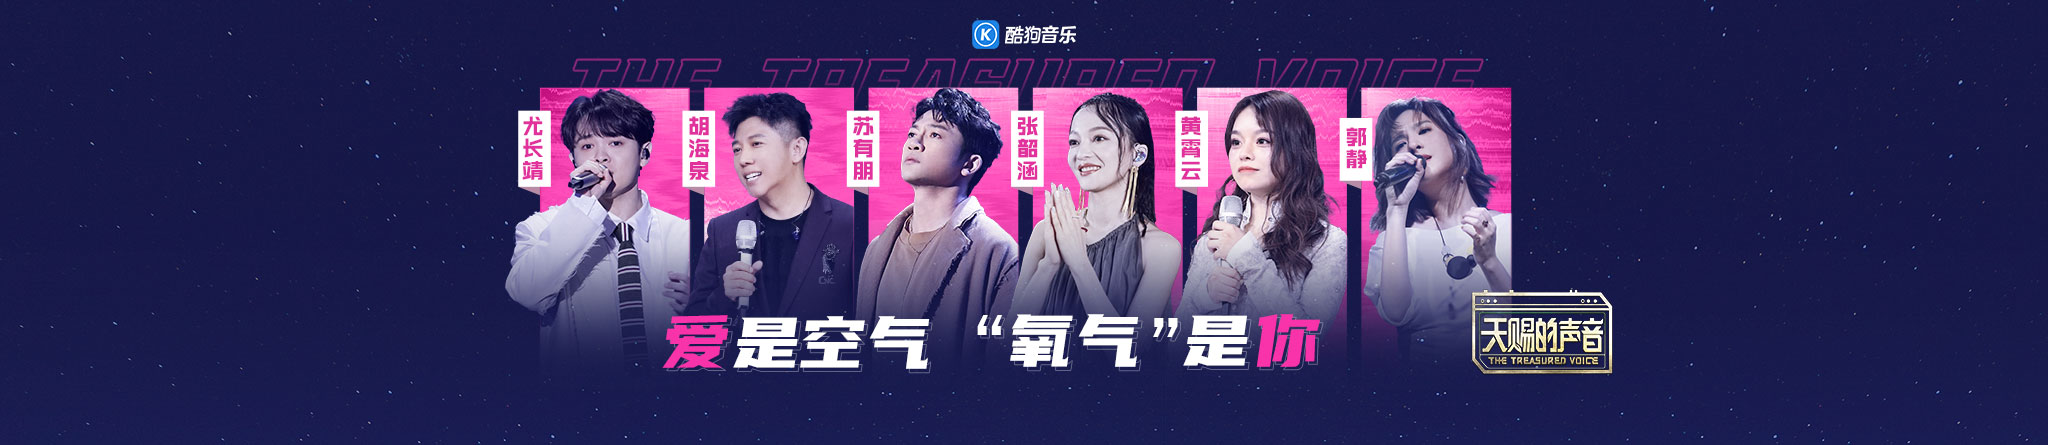 酷狗音乐
THE TREASURED VOICE
尤长靖
胡海泉
苏有朋
张韶涵
黄霄云
郭静
爱是空气 “氧气”是你
天赐的声音
THE TREASURED VOICE